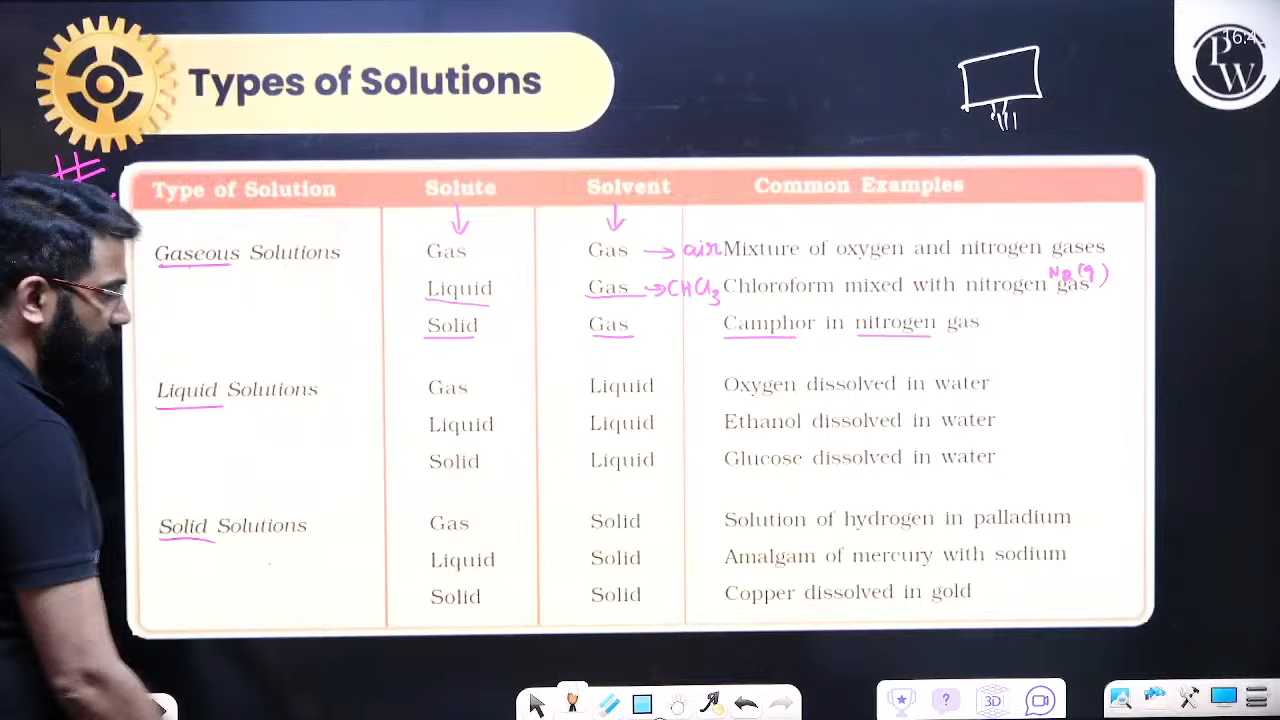 16:4
PW
Types of Solutions
#
Type of Solution Solute Solvent Common Examples
Gaseous Solutions Gas Gas → air Mixture of oxygen and nitrogen gases
Liquid Gas → CHCl3 Chloroform mixed with nitrogen gas N2(g)
Solid Gas Camphor in nitrogen gas
Liquid Solutions Gas Liquid Oxygen dissolved in water
Liquid Liquid Ethanol dissolved in water
Solid Liquid Glucose dissolved in water
Solid Solutions Gas Solid Solution of hydrogen in palladium
Liquid Solid Amalgam of mercury with sodium
Solid Solid Copper dissolved in gold
? 3D